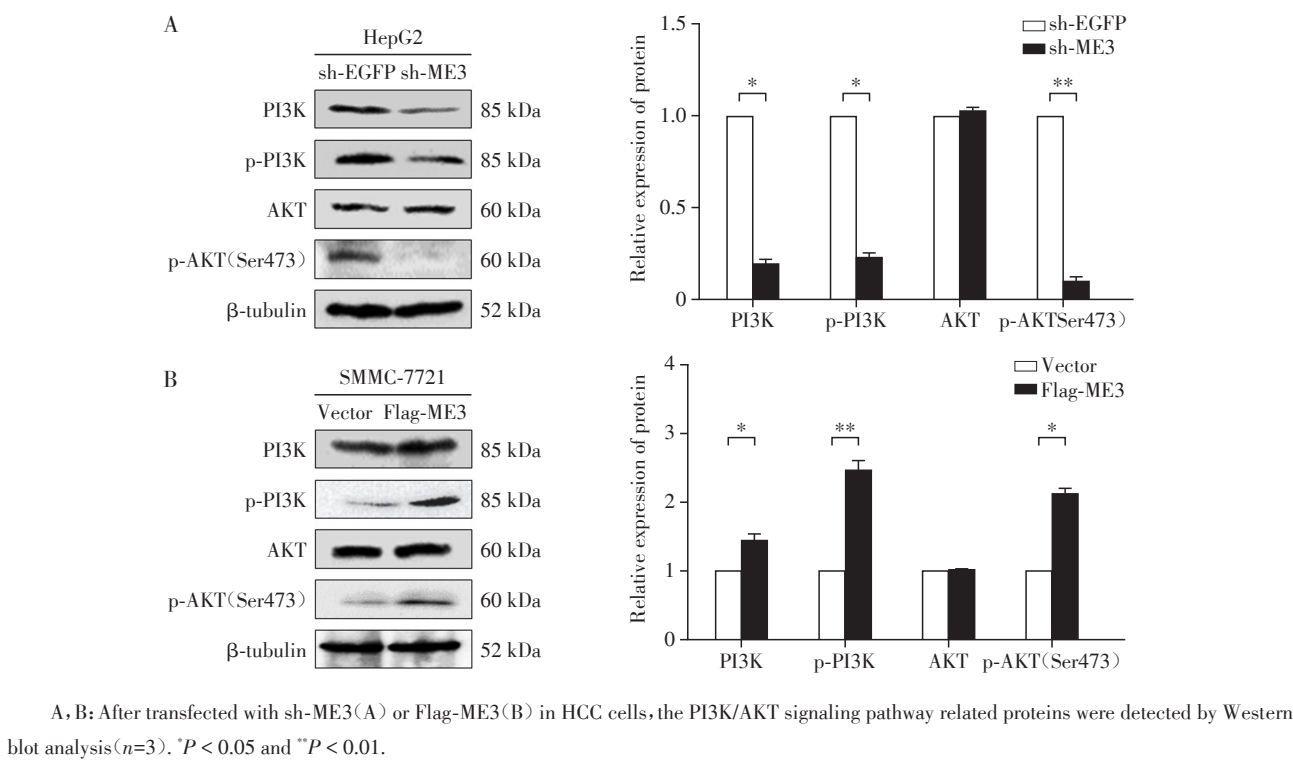 A
HepG2
sh-EGFP sh-ME3
PI3K 85 kDa
p-PI3K 85 kDa
AKT 60 kDa
p-AKT(Ser473) 60 kDa
β-tubulin 52 kDa
Relative expression of protein
1.5
1.0
0.5
0
sh-EGFP
sh-ME3
* * **
PI3K p-PI3K AKT p-AKTSer473)
B
SMMC-7721
Vector Flag-ME3
PI3K 85 kDa
p-PI3K 85 kDa
AKT 60 kDa
p-AKT(Ser473) 60 kDa
β-tubulin 52 kDa
Relative expression of protein
4
3
2
1
0
Vector
Flag-ME3
* ** *
PI3K p-PI3K AKT p-AKT(Ser473)
A,B: After transfected with sh-ME3(A) or Flag-ME3(B) in HCC cells,the PI3K/AKT signaling pathway related proteins were detected by Western
blot analysis(n=3). *P < 0.05 and **P < 0.01.